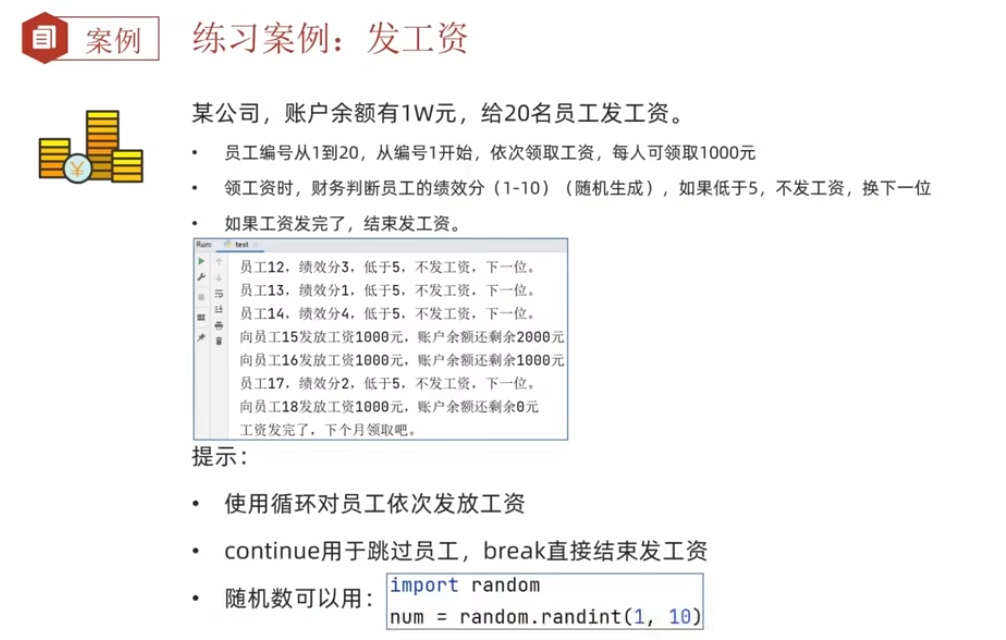 案例
练习案例：发工资
某公司，账户余额有1W元，给20名员工发工资。
• 员工编号从1到20，从编号1开始，依次领取工资，每人可领取1000元
• 领工资时，财务判断员工的绩效分（1-10）（随机生成），如果低于5，不发工资，换下一位
• 如果工资发完了，结束发工资。
Run: test ×
员工12，绩效分3，低于5，不发工资，下一位。
员工13，绩效分1，低于5，不发工资，下一位。
员工14，绩效分4，低于5，不发工资，下一位。
向员工15发放工资1000元，账户余额还剩余2000元
向员工16发放工资1000元，账户余额还剩余1000元
员工17，绩效分2，低于5，不发工资，下一位。
向员工18发放工资1000元，账户余额还剩余0元
工资发完了，下个月领取吧。
提示：
• 使用循环对员工依次发放工资
• continue用于跳过员工，break直接结束发工资
• 随机数可以用：
import random
num = random.randint(1, 10)
¥